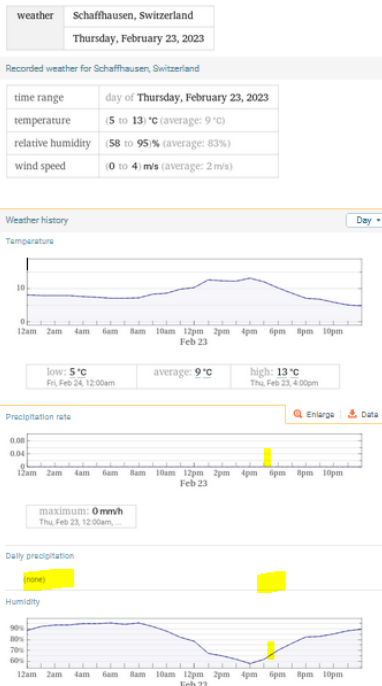 weather
Schaffhausen, Switzerland
Thursday, February 23, 2023
Recorded weather for Schaffhausen, Switzerland
time range day of Thursday, February 23, 2023
temperature (5 to 13) °C (average: 9 °C)
relative humidity (58 to 95)% (average: 83%)
wind speed (0 to 4) m/s (average: 2 m/s)
Weather history Day
Temperature
10
0
12am 2am 4am 6am 8am 10am 12pm 2pm 4pm 6pm 8pm 10pm
Feb 23
low: 5 °C average: 9 °C high: 13 °C
Fri, Feb 24, 12:00am Thu, Feb 23, 4:00pm
Precipitation rate Enlarge Data
0.08
0.04
0
12am 2am 4am 6am 8am 10am 12pm 2pm 4pm 6pm 8pm 10pm
Feb 23
maximum: 0 mm/h
Thu, Feb 23, 12:00am, ...
Daily precipitation
(none)
Humidity
90%
80%
70%
60%
12am 2am 4am 6am 8am 10am 12pm 2pm 4pm 6pm 8pm 10pm
Feb 23